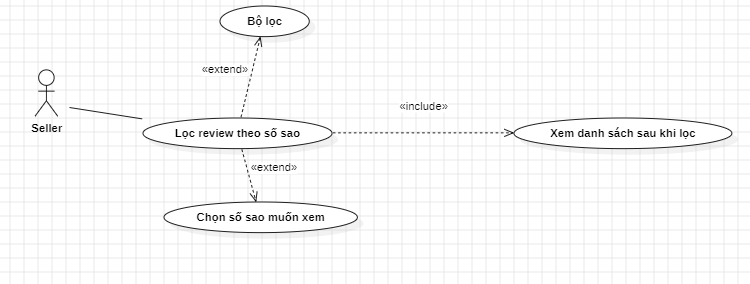 Bộ lọc
«extend»
«include»
Lọc review theo số sao
Xem danh sách sau khi lọc
Seller
«extend»
Chọn số sao muốn xem